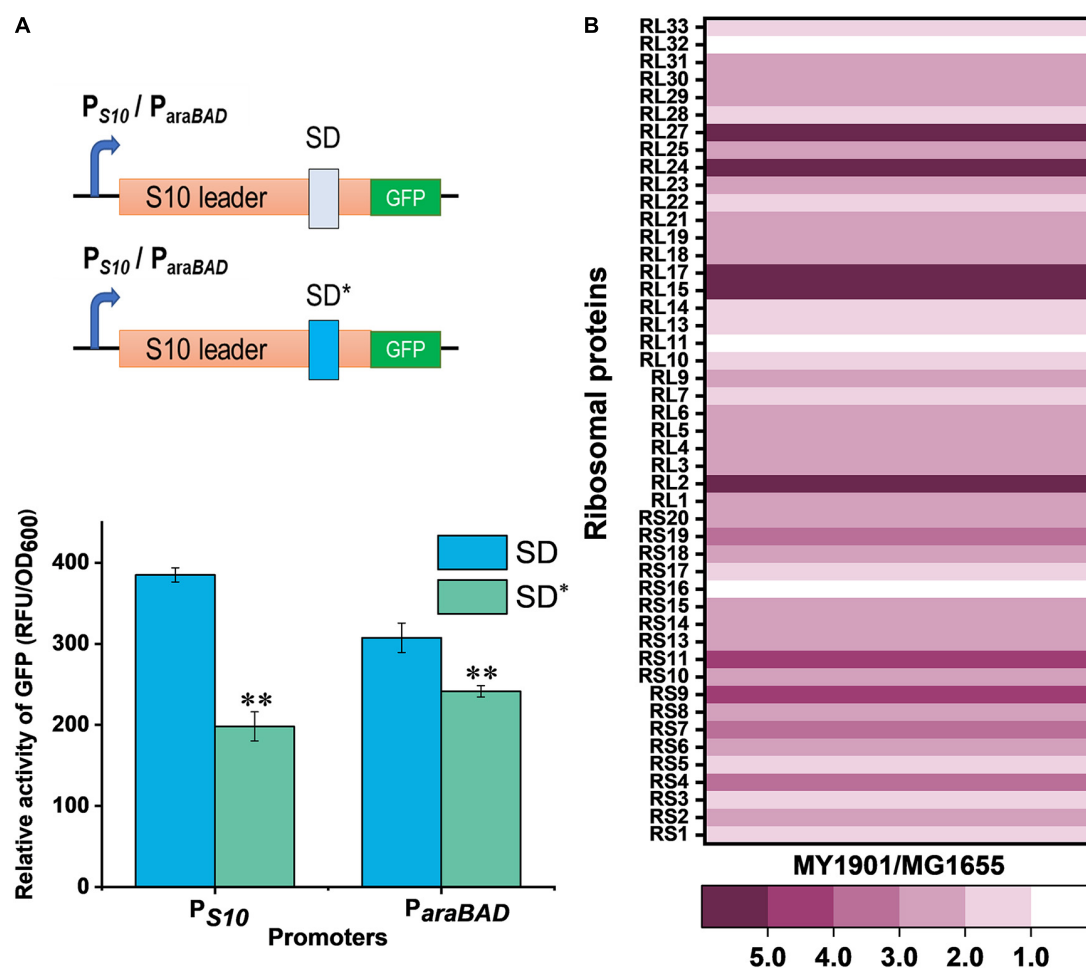 A
P_S10 / P_araBAD
SD
S10 leader
GFP
P_S10 / P_araBAD
SD*
S10 leader
GFP
Relative activity of GFP (RFU/OD600)
400
300
200
100
0
SD
SD*
**
**
P_S10
P_araBAD
Promoters
B
Ribosomal proteins
RL33
RL32
RL31
RL30
RL29
RL28
RL27
RL25
RL24
RL23
RL22
RL21
RL19
RL18
RL17
RL15
RL14
RL13
RL11
RL10
RL9
RL7
RL6
RL5
RL4
RL3
RL2
RL1
RS20
RS19
RS18
RS17
RS16
RS15
RS14
RS13
RS11
RS10
RS9
RS8
RS7
RS6
RS5
RS4
RS3
RS2
RS1
MY1901/MG1655
5.0 4.0 3.0 2.0 1.0